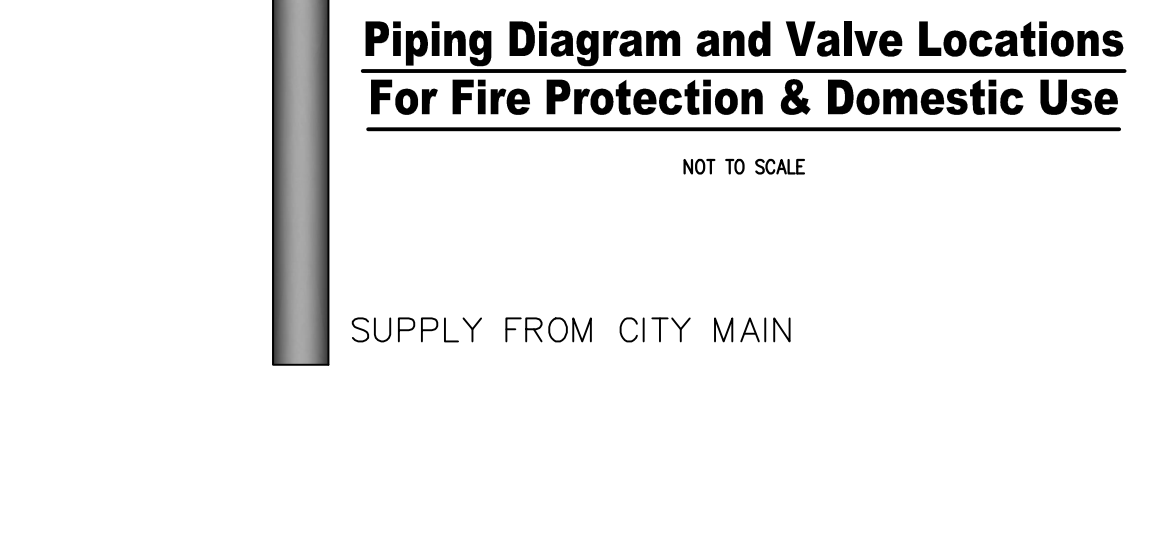 Piping Diagram and Valve Locations
For Fire Protection & Domestic Use
NOT TO SCALE
SUPPLY FROM CITY MAIN